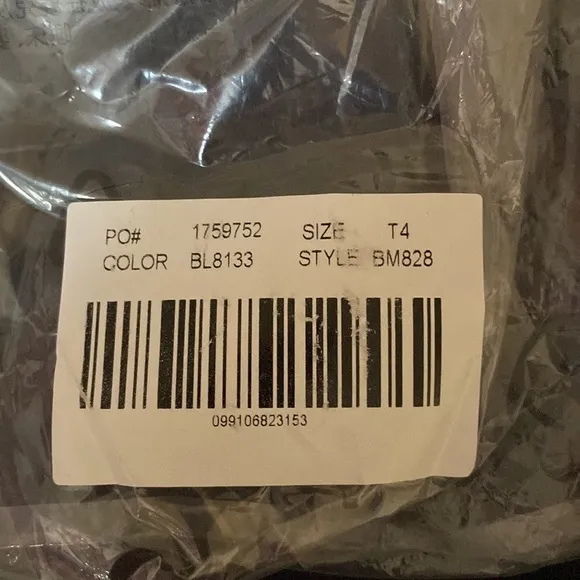 PO# 1759752 SIZE T4
COLOR BL8133 STYLE BM828
099106823153